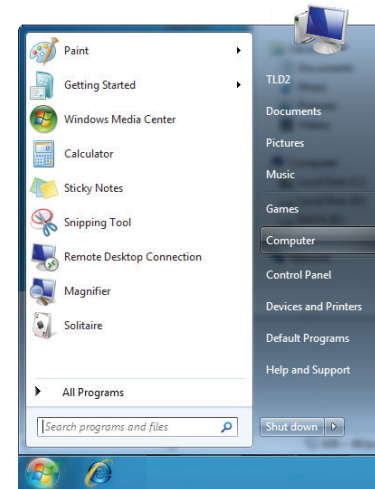 Paint
Getting Started
Windows Media Center
Calculator
Sticky Notes
Snipping Tool
Remote Desktop Connection
Magnifier
Solitaire
All Programs
Search programs and files
TLD2
Documents
Pictures
Music
Games
Computer
Control Panel
Devices and Printers
Default Programs
Help and Support
Shut down